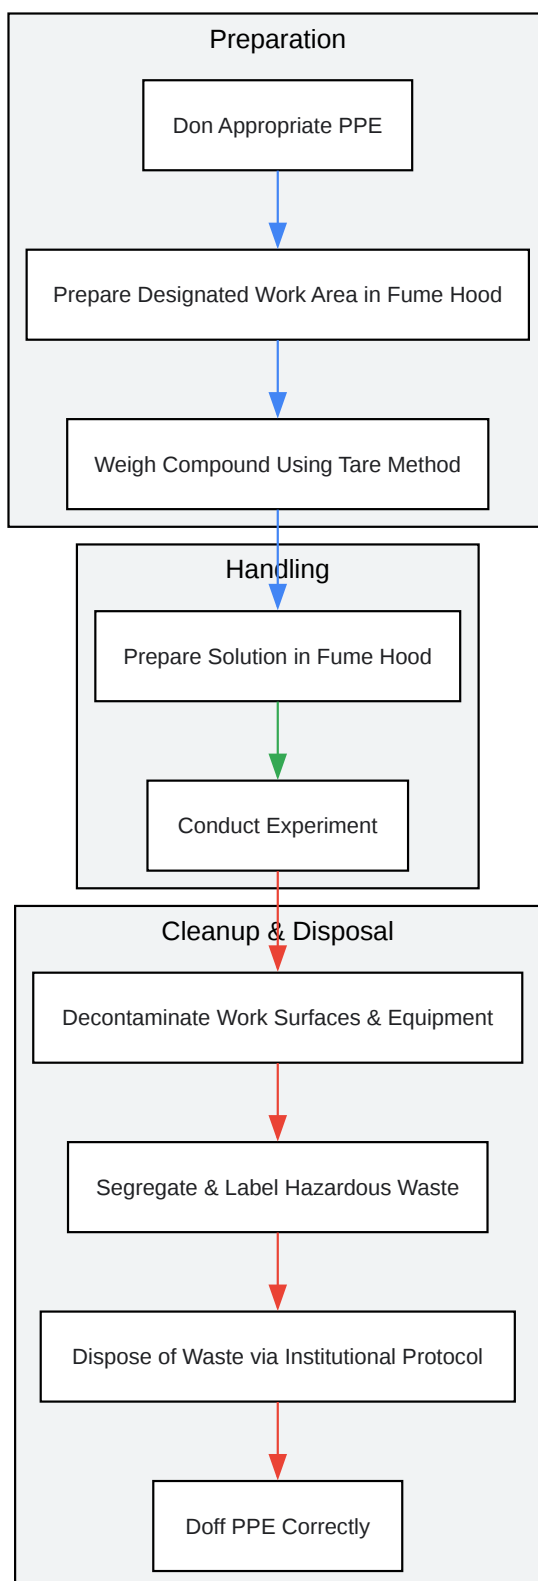 Preparation
Don Appropriate PPE
Prepare Designated Work Area in Fume Hood
Weigh Compound Using Tare Method
Handling
Prepare Solution in Fume Hood
Conduct Experiment
Cleanup & Disposal
Decontaminate Work Surfaces & Equipment
Segregate & Label Hazardous Waste
Dispose of Waste via Institutional Protocol
Doff PPE Correctly